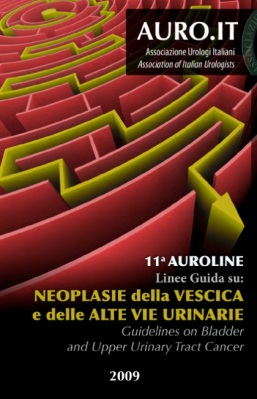 AURO.IT
Associazione Urologi Italiani
Association of Italian Urologists
11ª AUROLINE
Linee Guida su:
NEOPLASIE della VESCICA
e delle ALTE VIE URINARIE
Guidelines on Bladder
and Upper Urinary Tract Cancer
2009